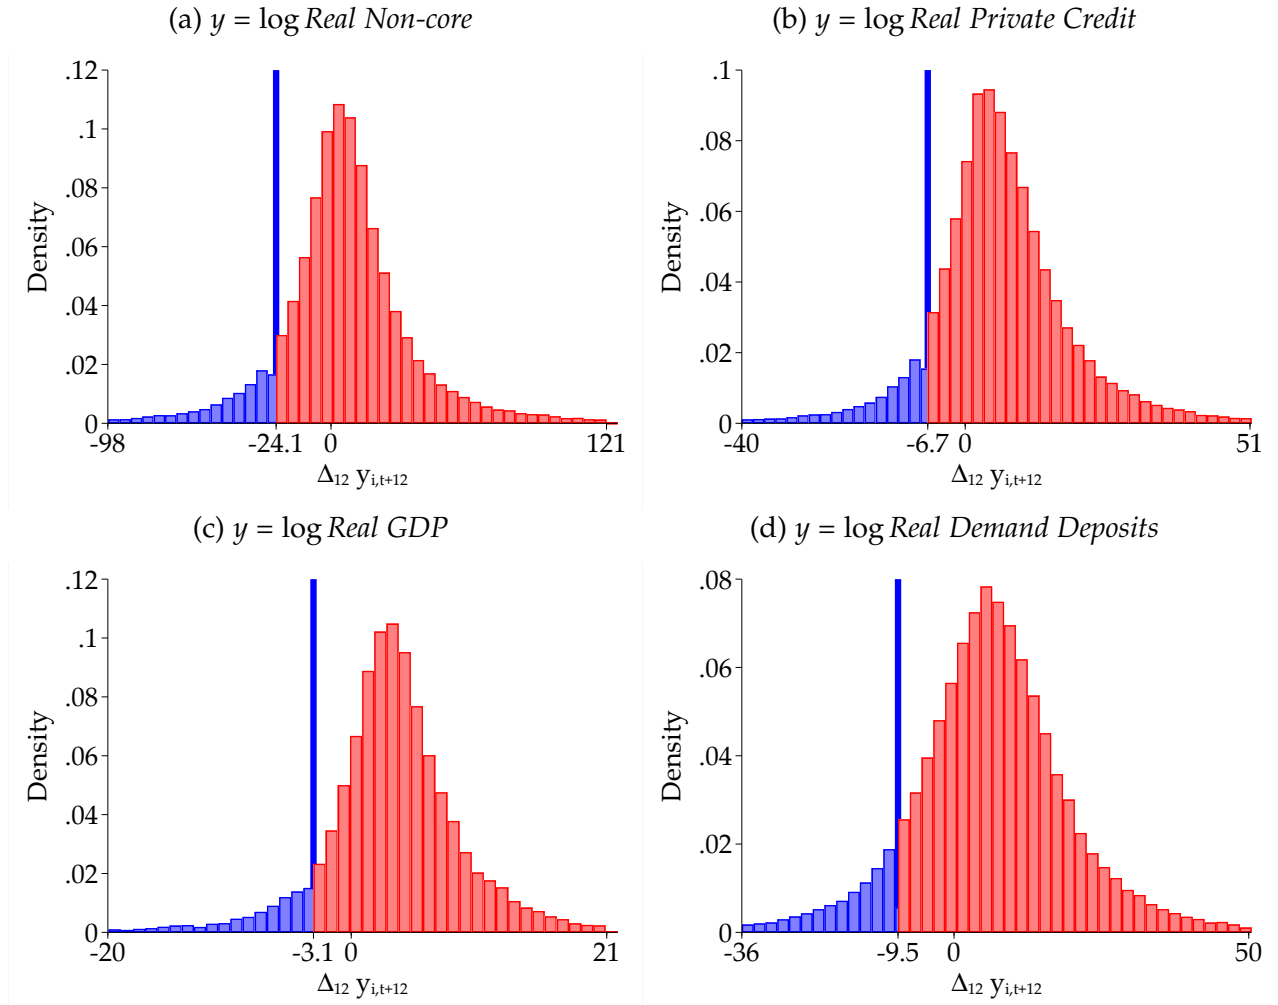 (a) y = log Real Non-core
.12
.1
.08
.06
.04
.02
0
Density
-98 -24.1 0 121
Δ₁₂ yᵢ,ₜ₊₁₂
(b) y = log Real Private Credit
.1
.08
.06
.04
.02
0
Density
-40 -6.7 0 51
Δ₁₂ yᵢ,ₜ₊₁₂
(c) y = log Real GDP
.12
.1
.08
.06
.04
.02
0
Density
-20 -3.1 0 21
Δ₁₂ yᵢ,ₜ₊₁₂
(d) y = log Real Demand Deposits
.08
.06
.04
.02
0
Density
-36 -9.5 0 50
Δ₁₂ yᵢ,ₜ₊₁₂